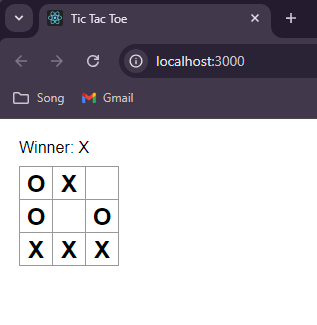 Tic Tac Toe
localhost:3000
Song Gmail
Winner: X
O X
O O
X X X